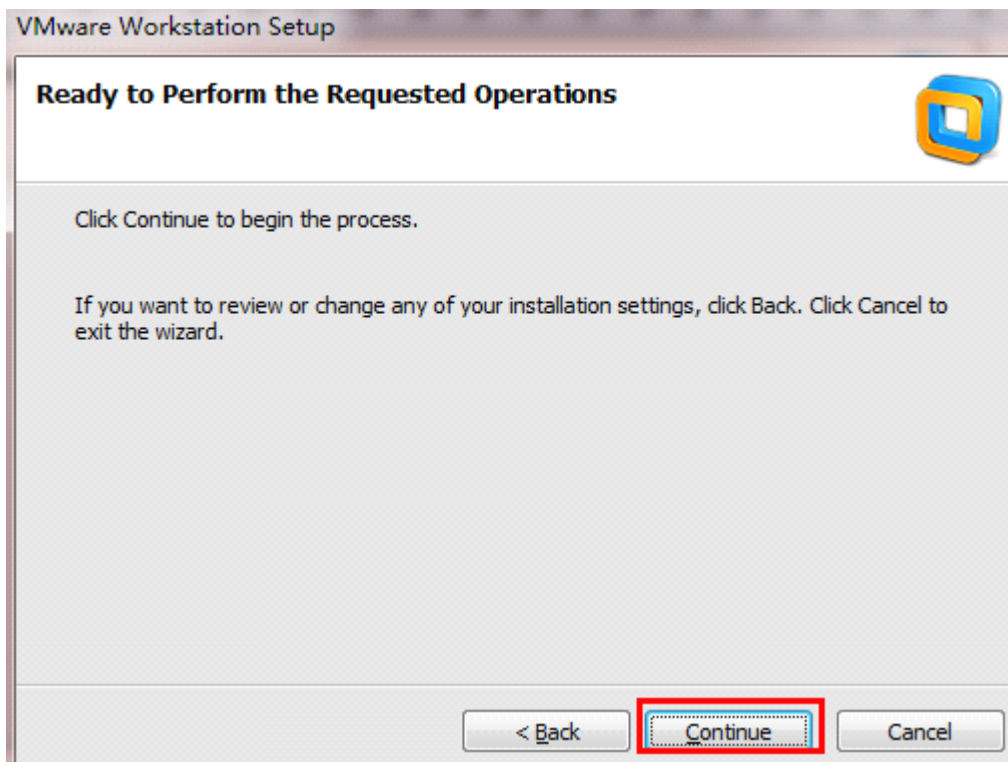 VMware Workstation Setup
Ready to Perform the Requested Operations
Click Continue to begin the process.
If you want to review or change any of your installation settings, click Back. Click Cancel to
exit the wizard.
< Back
Continue
Cancel